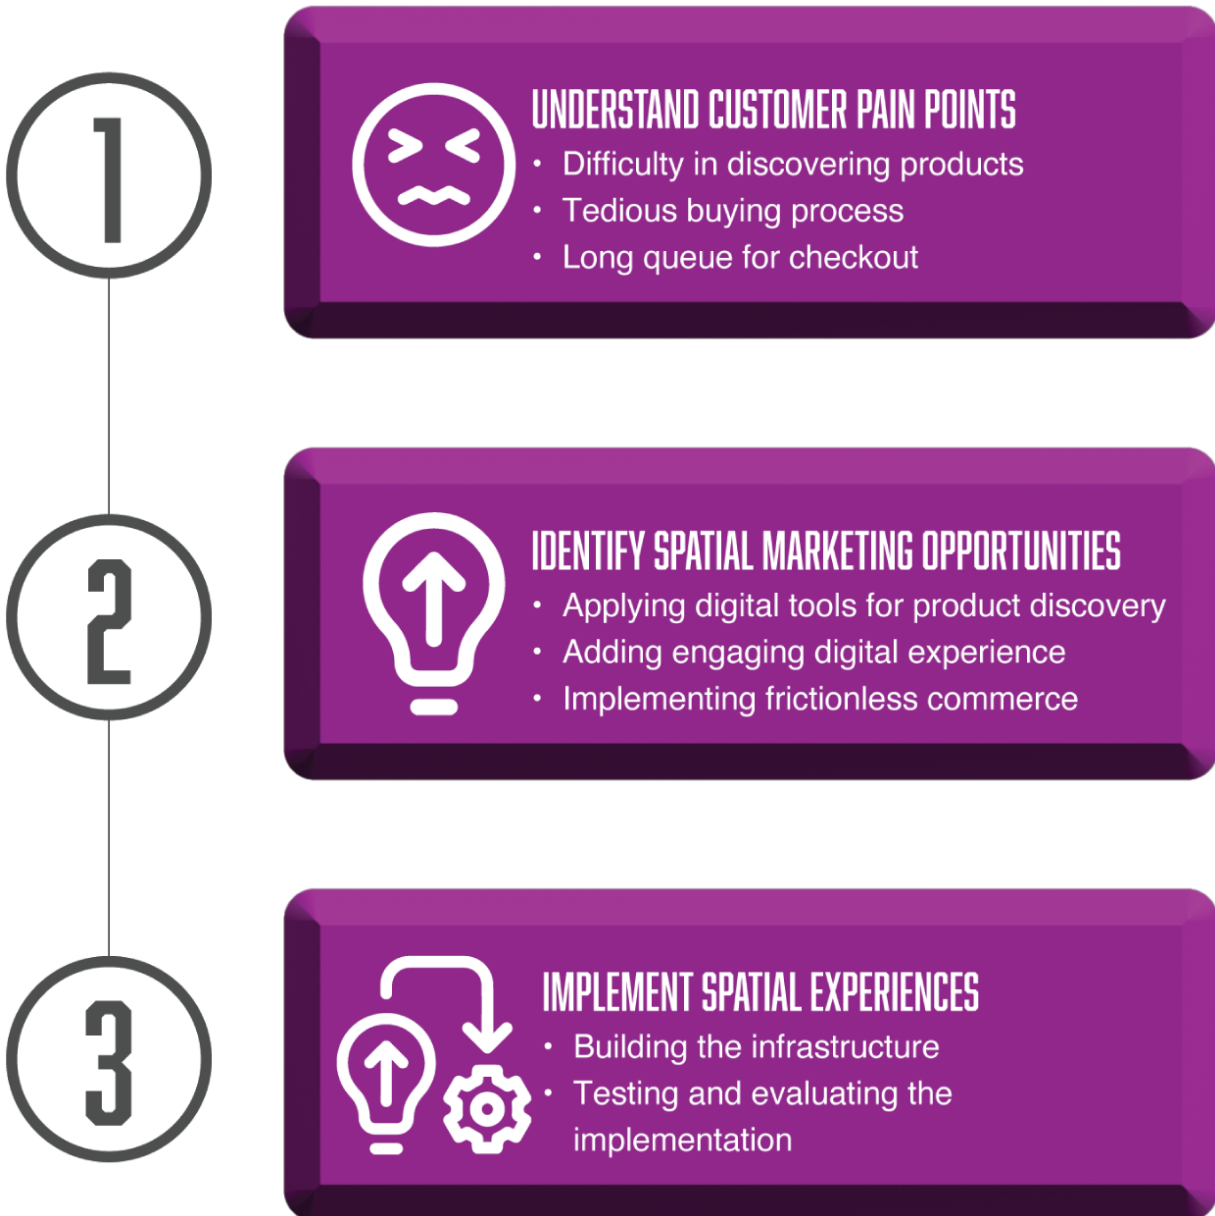 1
UNDERSTAND CUSTOMER PAIN POINTS
• Difficulty in discovering products
• Tedious buying process
• Long queue for checkout
2
IDENTIFY SPATIAL MARKETING OPPORTUNITIES
• Applying digital tools for product discovery
• Adding engaging digital experience
• Implementing frictionless commerce
3
IMPLEMENT SPATIAL EXPERIENCES
• Building the infrastructure
• Testing and evaluating the
implementation